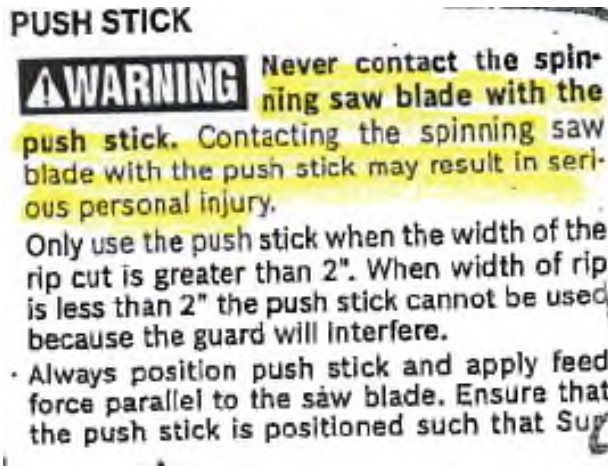 PUSH STICK
⚠WARNING Never contact the spin-
ning saw blade with the
push stick. Contacting the spinning saw
blade with the push stick may result in seri-
ous personal injury.
Only use the push stick when the width of the
rip cut is greater than 2". When width of rip
is less than 2" the push stick cannot be used
because the guard will interfere.
· Always position push stick and apply feed
force parallel to the saw blade. Ensure that
the push stick is positioned such that